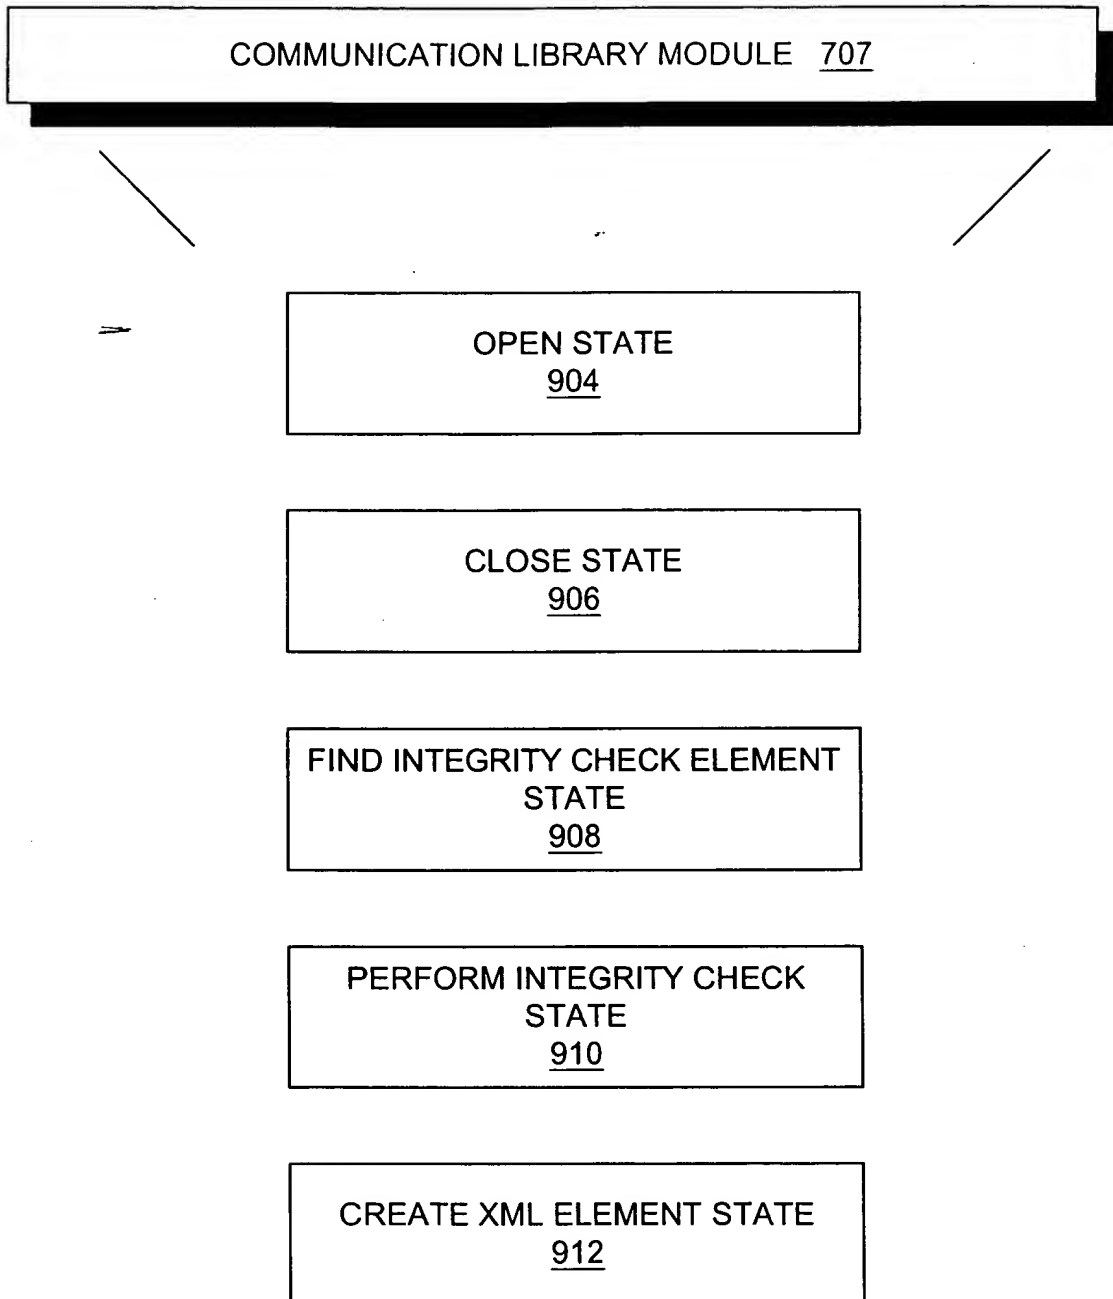 COMMUNICATION LIBRARY MODULE 707
OPEN STATE
904
CLOSE STATE
906
FIND INTEGRITY CHECK ELEMENT
STATE
908
PERFORM INTEGRITY CHECK
STATE
910
CREATE XML ELEMENT STATE
912